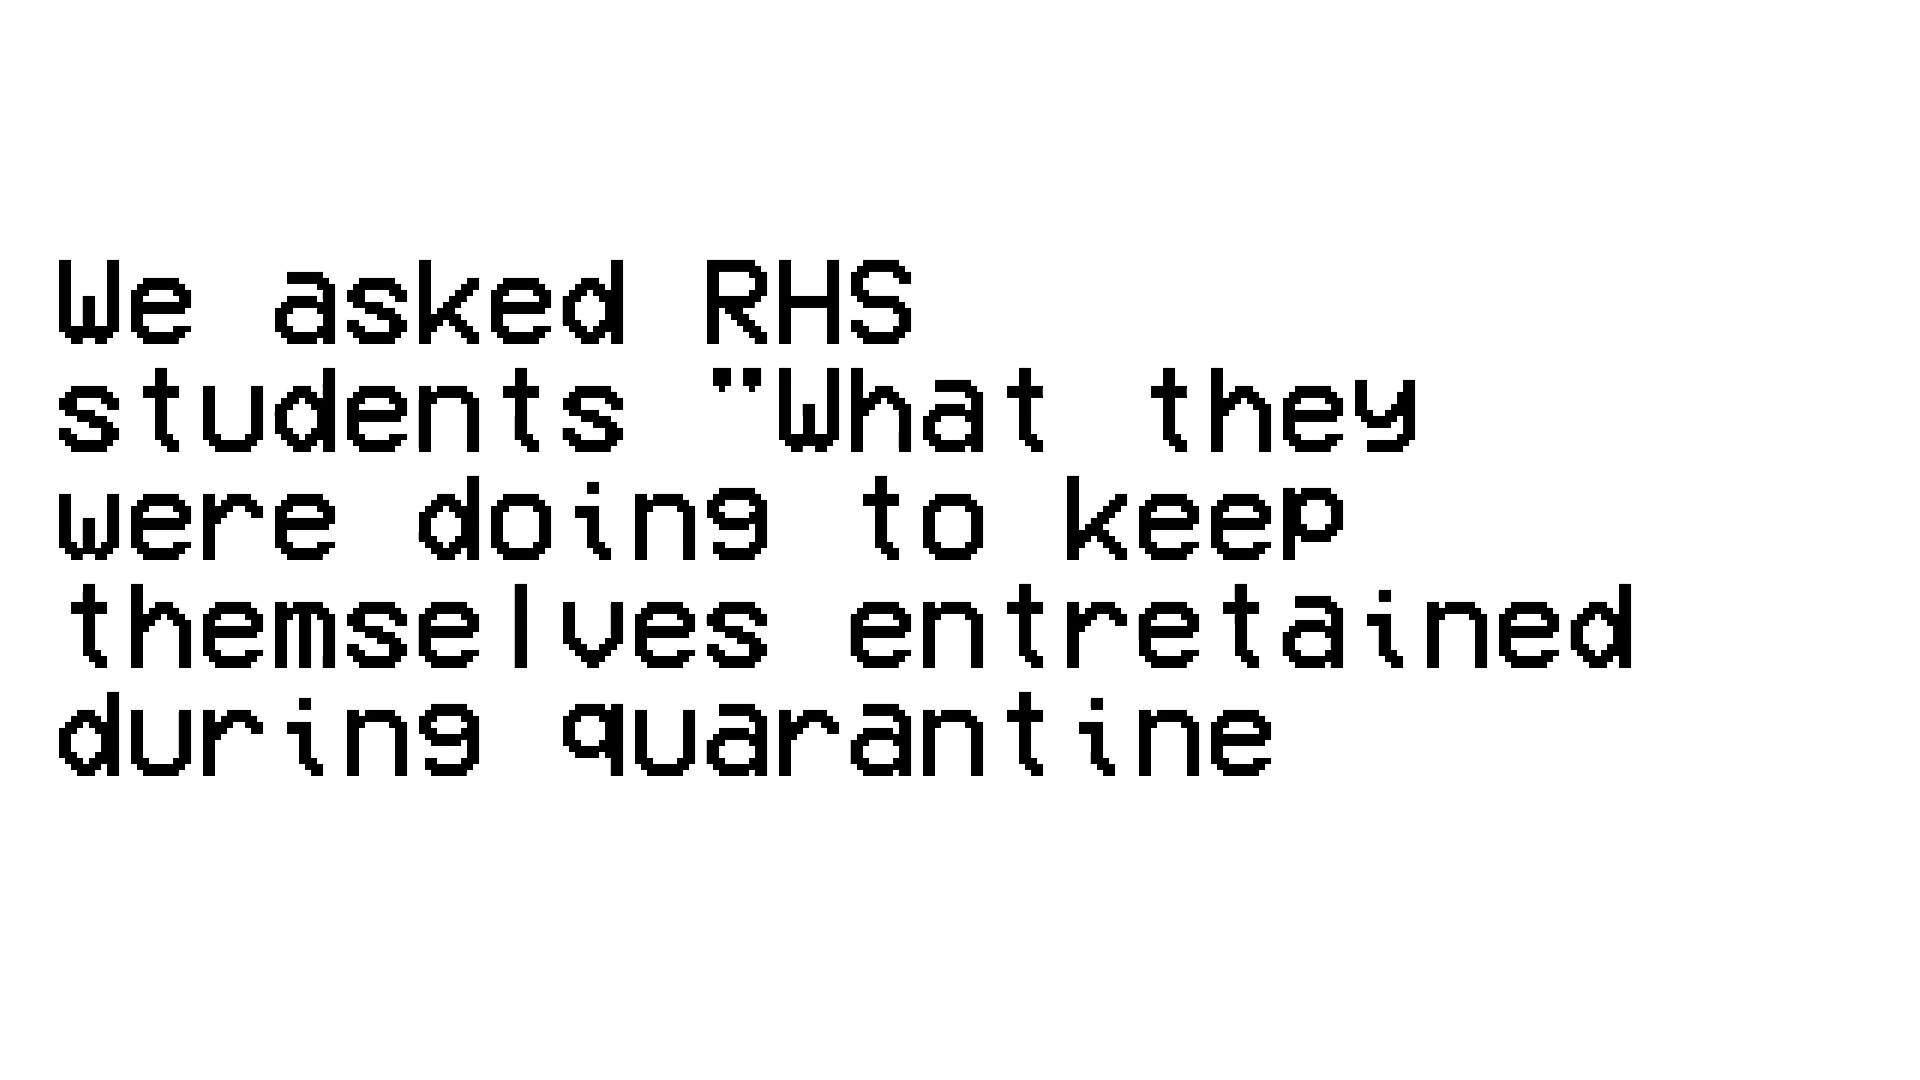 We asked RHS
students "What they
were doing to keep
themselves entretained
during quarantine